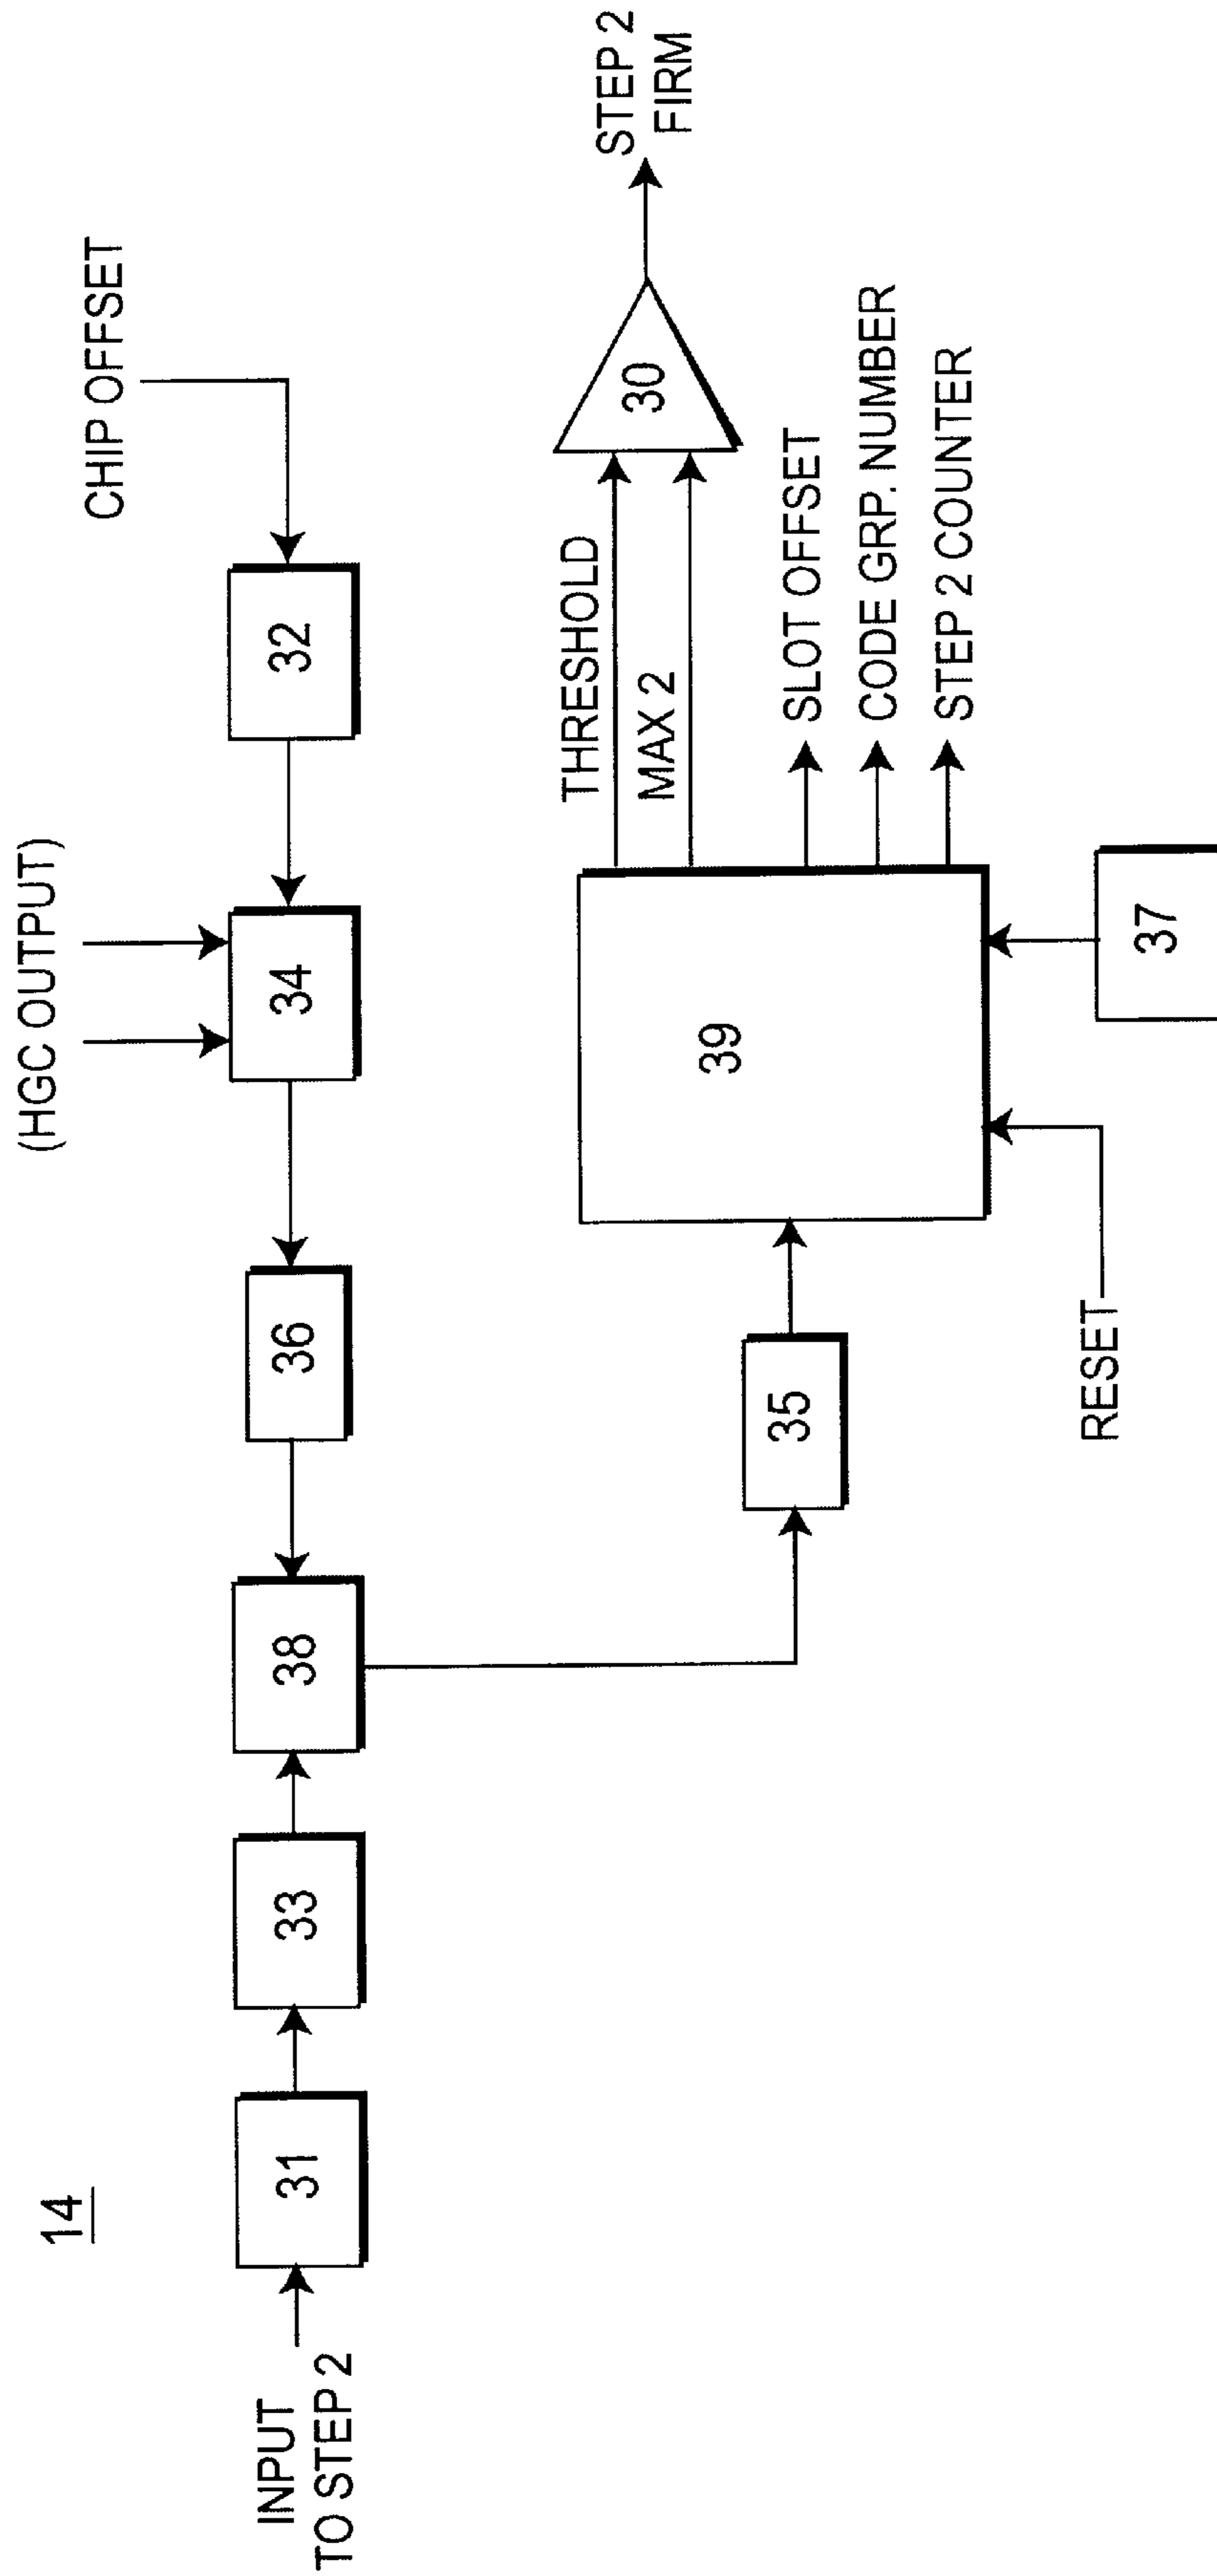 14
INPUT
TO STEP 2
31
33
38
36
34
(HGC OUTPUT)
32
CHIP OFFSET
35
RESET
39
37
THRESHOLD
MAX 2
30
STEP 2
FIRM
SLOT OFFSET
CODE GRP. NUMBER
STEP 2 COUNTER